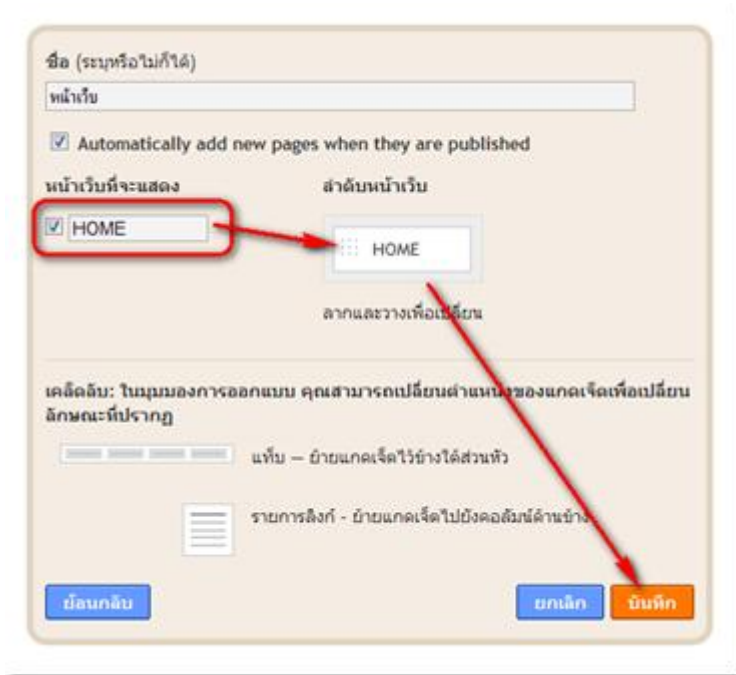 ชื่อ (ระบุหรือไม่ก็ได้)
หน้าเว็บ
Automatically add new pages when they are published
หน้าเว็บที่จะแสดง
ลำดับหน้าเว็บ
HOME
HOME
ลากและวางเพื่อเปลี่ยน
เคล็ดลับ: ในมุมมองการออกแบบ คุณสามารถเปลี่ยนตำแหน่งของแกดเจ็ตเพื่อเปลี่ยน
ลักษณะที่ปรากฏ
แท็บ — ย้ายแกดเจ็ตไว้ข้างใต้ส่วนหัว
รายการลิงก์ - ย้ายแกดเจ็ตไปยังคอลัมน์ด้านข้าง
ย้อนกลับ
ยกเลิก
บันทึก